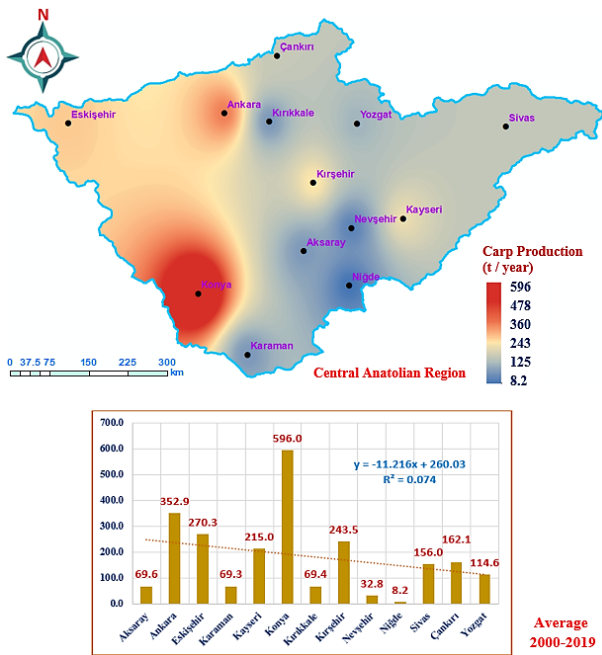 N
Çankırı
Ankara
Eskişehir
Kırıkkale
Yozgat
Sivas
Kırşehir
Kayseri
Nevşehir
Aksaray
Niğde
Konya
Karaman
Carp Production
(t / year)
596
478
360
243
125
8.2
0 37.5 75 150 225 300
km
Central Anatolian Region
700.0
600.0
500.0
400.0
300.0
200.0
100.0
0.0
y = -11.216x + 260.03
R² = 0.074
69.6
352.9
270.3
69.3
215.0
596.0
69.4
243.5
32.8
8.2
156.0
162.1
114.6
Aksaray
Ankara
Eskişehir
Karaman
Kayseri
Konya
Kırıkkale
Kırşehir
Nevşehir
Niğde
Sivas
Çankırı
Yozgat
Average
2000-2019